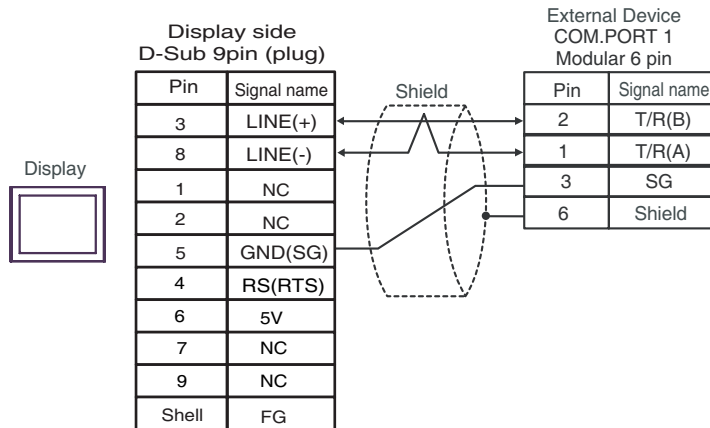 Display side
D-Sub 9pin (plug)
Pin Signal name
3 LINE(+)
8 LINE(-)
1 NC
2 NC
5 GND(SG)
4 RS(RTS)
6 5V
7 NC
9 NC
Shell FG
Display
Shield
External Device
COM.PORT 1
Modular 6 pin
Pin Signal name
2 T/R(B)
1 T/R(A)
3 SG
6 Shield